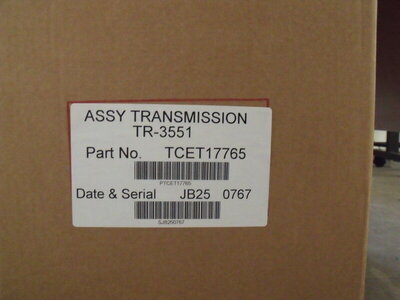 ASSY TRANSMISSION
TR-3551
Part No. TCET17765
PTCET17765
Date & Serial JB25 0767
SJB250767